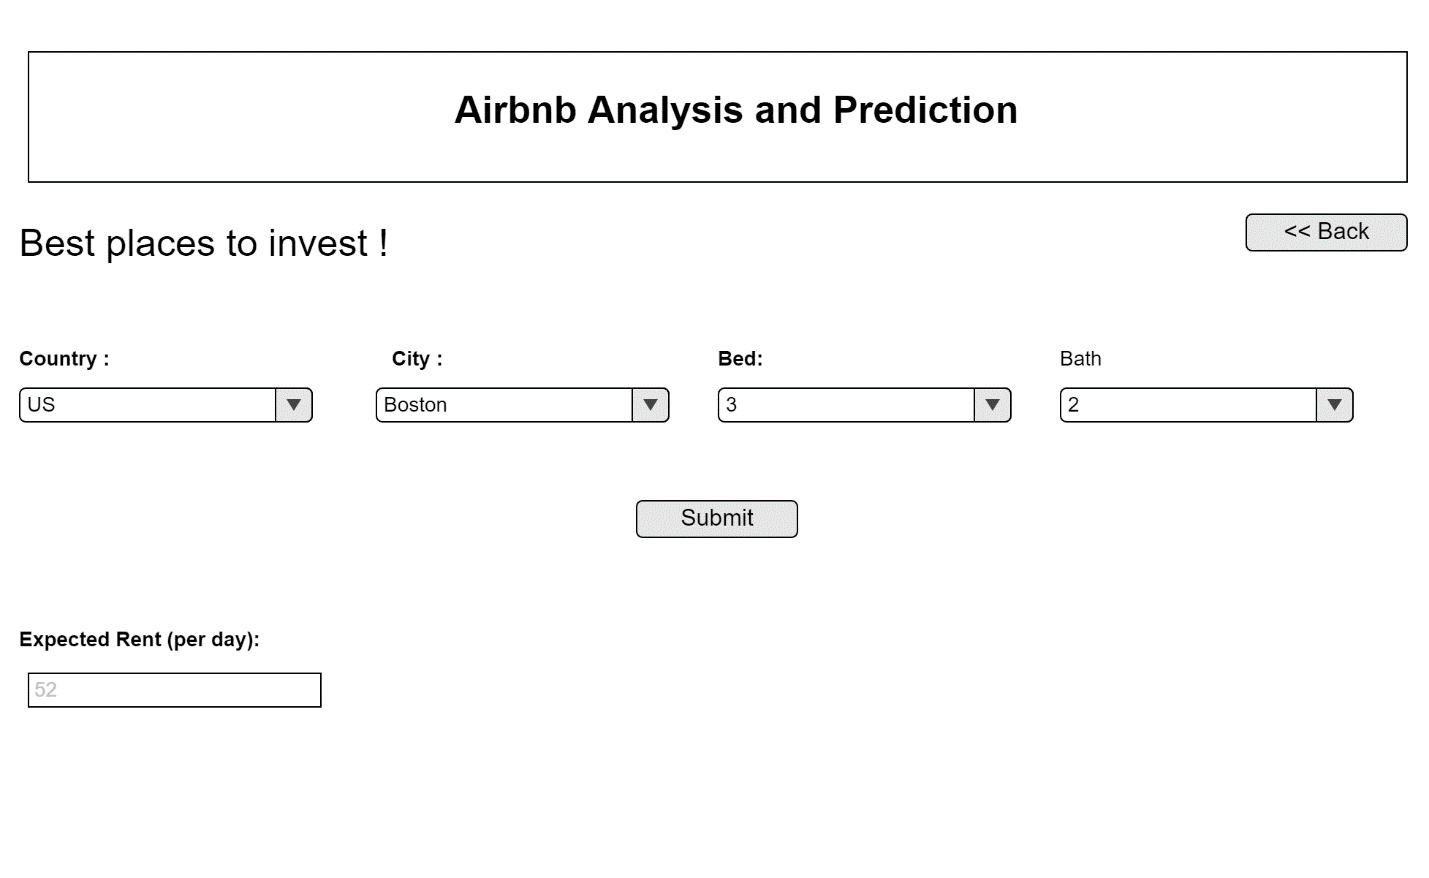 Airbnb Analysis and Prediction
Best places to invest !
<< Back
Country :
City :
Bed:
Bath
US
Boston
3
2
Submit
Expected Rent (per day):
52